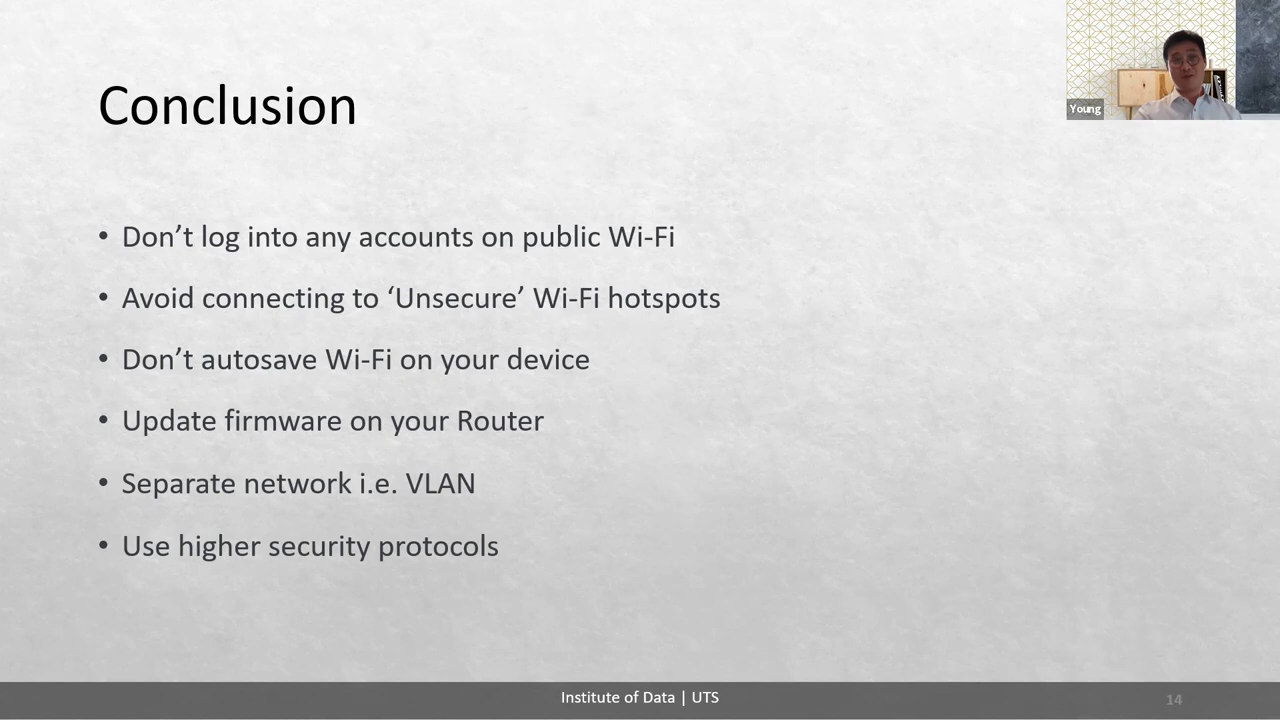 Young
Conclusion
• Don’t log into any accounts on public Wi-Fi
• Avoid connecting to ‘Unsecure’ Wi-Fi hotspots
• Don’t autosave Wi-Fi on your device
• Update firmware on your Router
• Separate network i.e. VLAN
• Use higher security protocols
Institute of Data | UTS
14